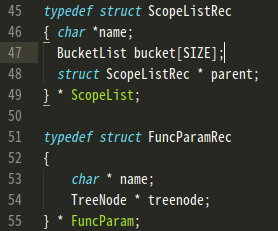 45 typedef struct ScopeListRec
46 { char *name;
47 BucketList bucket[SIZE];
48 struct ScopeListRec * parent;
49 } * ScopeList;
50
51 typedef struct FuncParamRec
52 {
53 char * name;
54 TreeNode * treenode;
55 } * FuncParam;